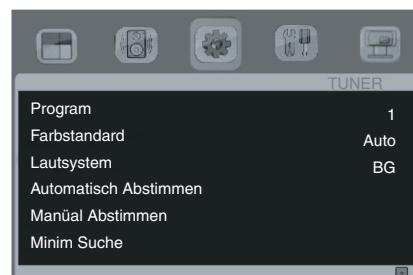 TUNER
Program 1
Farbstandard Auto
Lautsystem BG
Automatisch Abstimmen
Manüal Abstimmen
Minim Suche